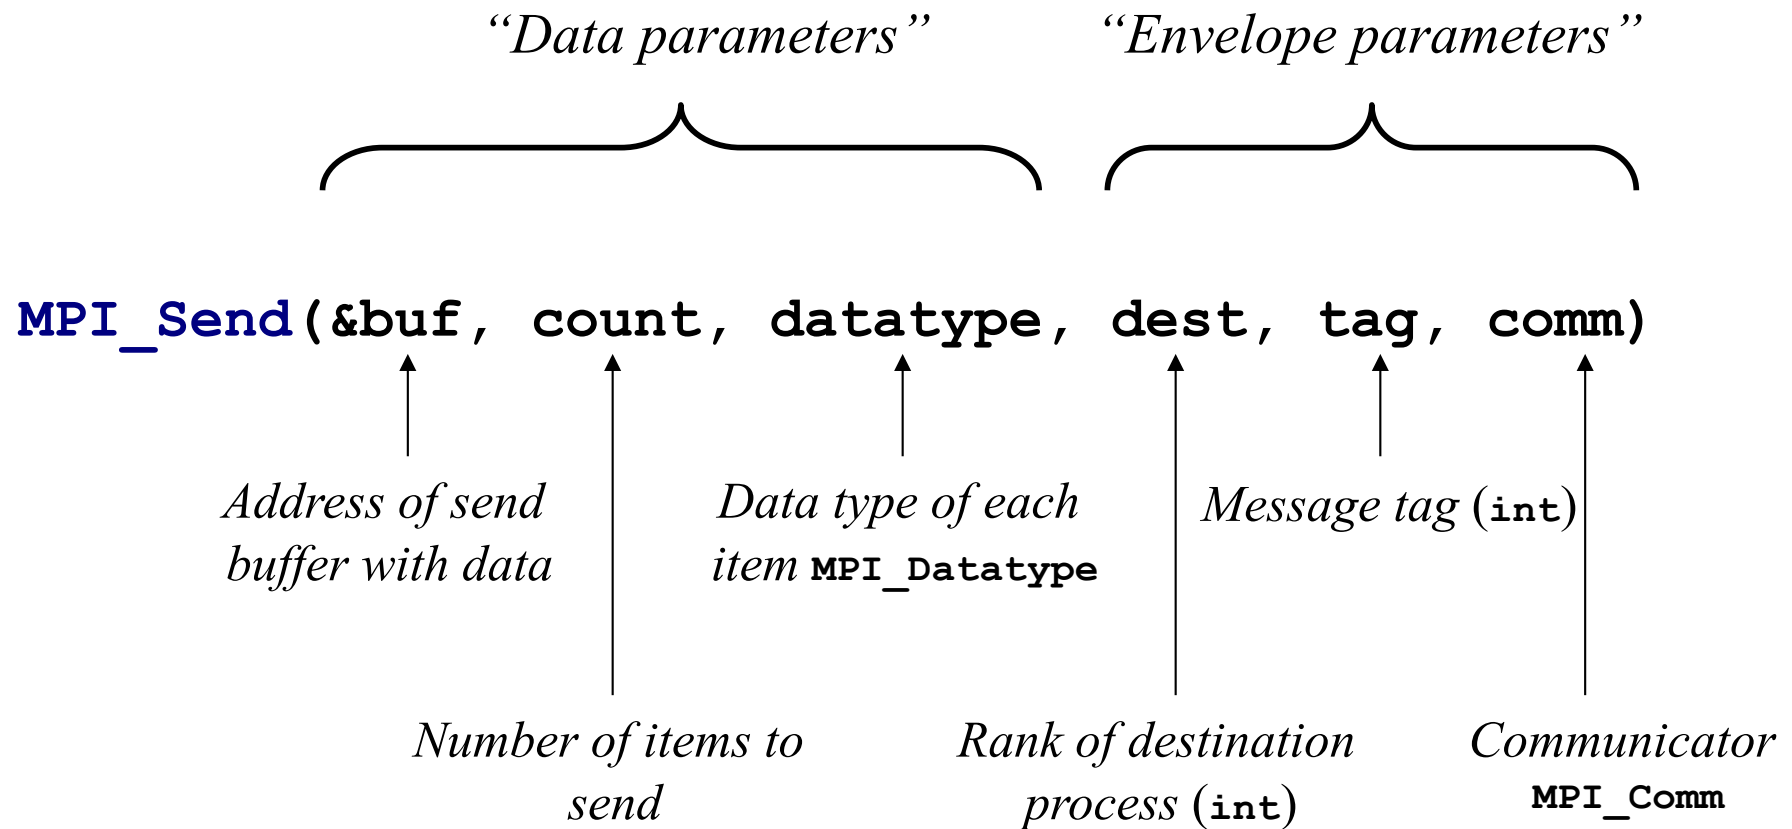 “Data parameters” “Envelope parameters”
MPI_Send(&buf, count, datatype, dest, tag, comm)
Address of send
buffer with data
Data type of each
item MPI_Datatype
Message tag (int)
Number of items to
send
Rank of destination
process (int)
Communicator
MPI_Comm